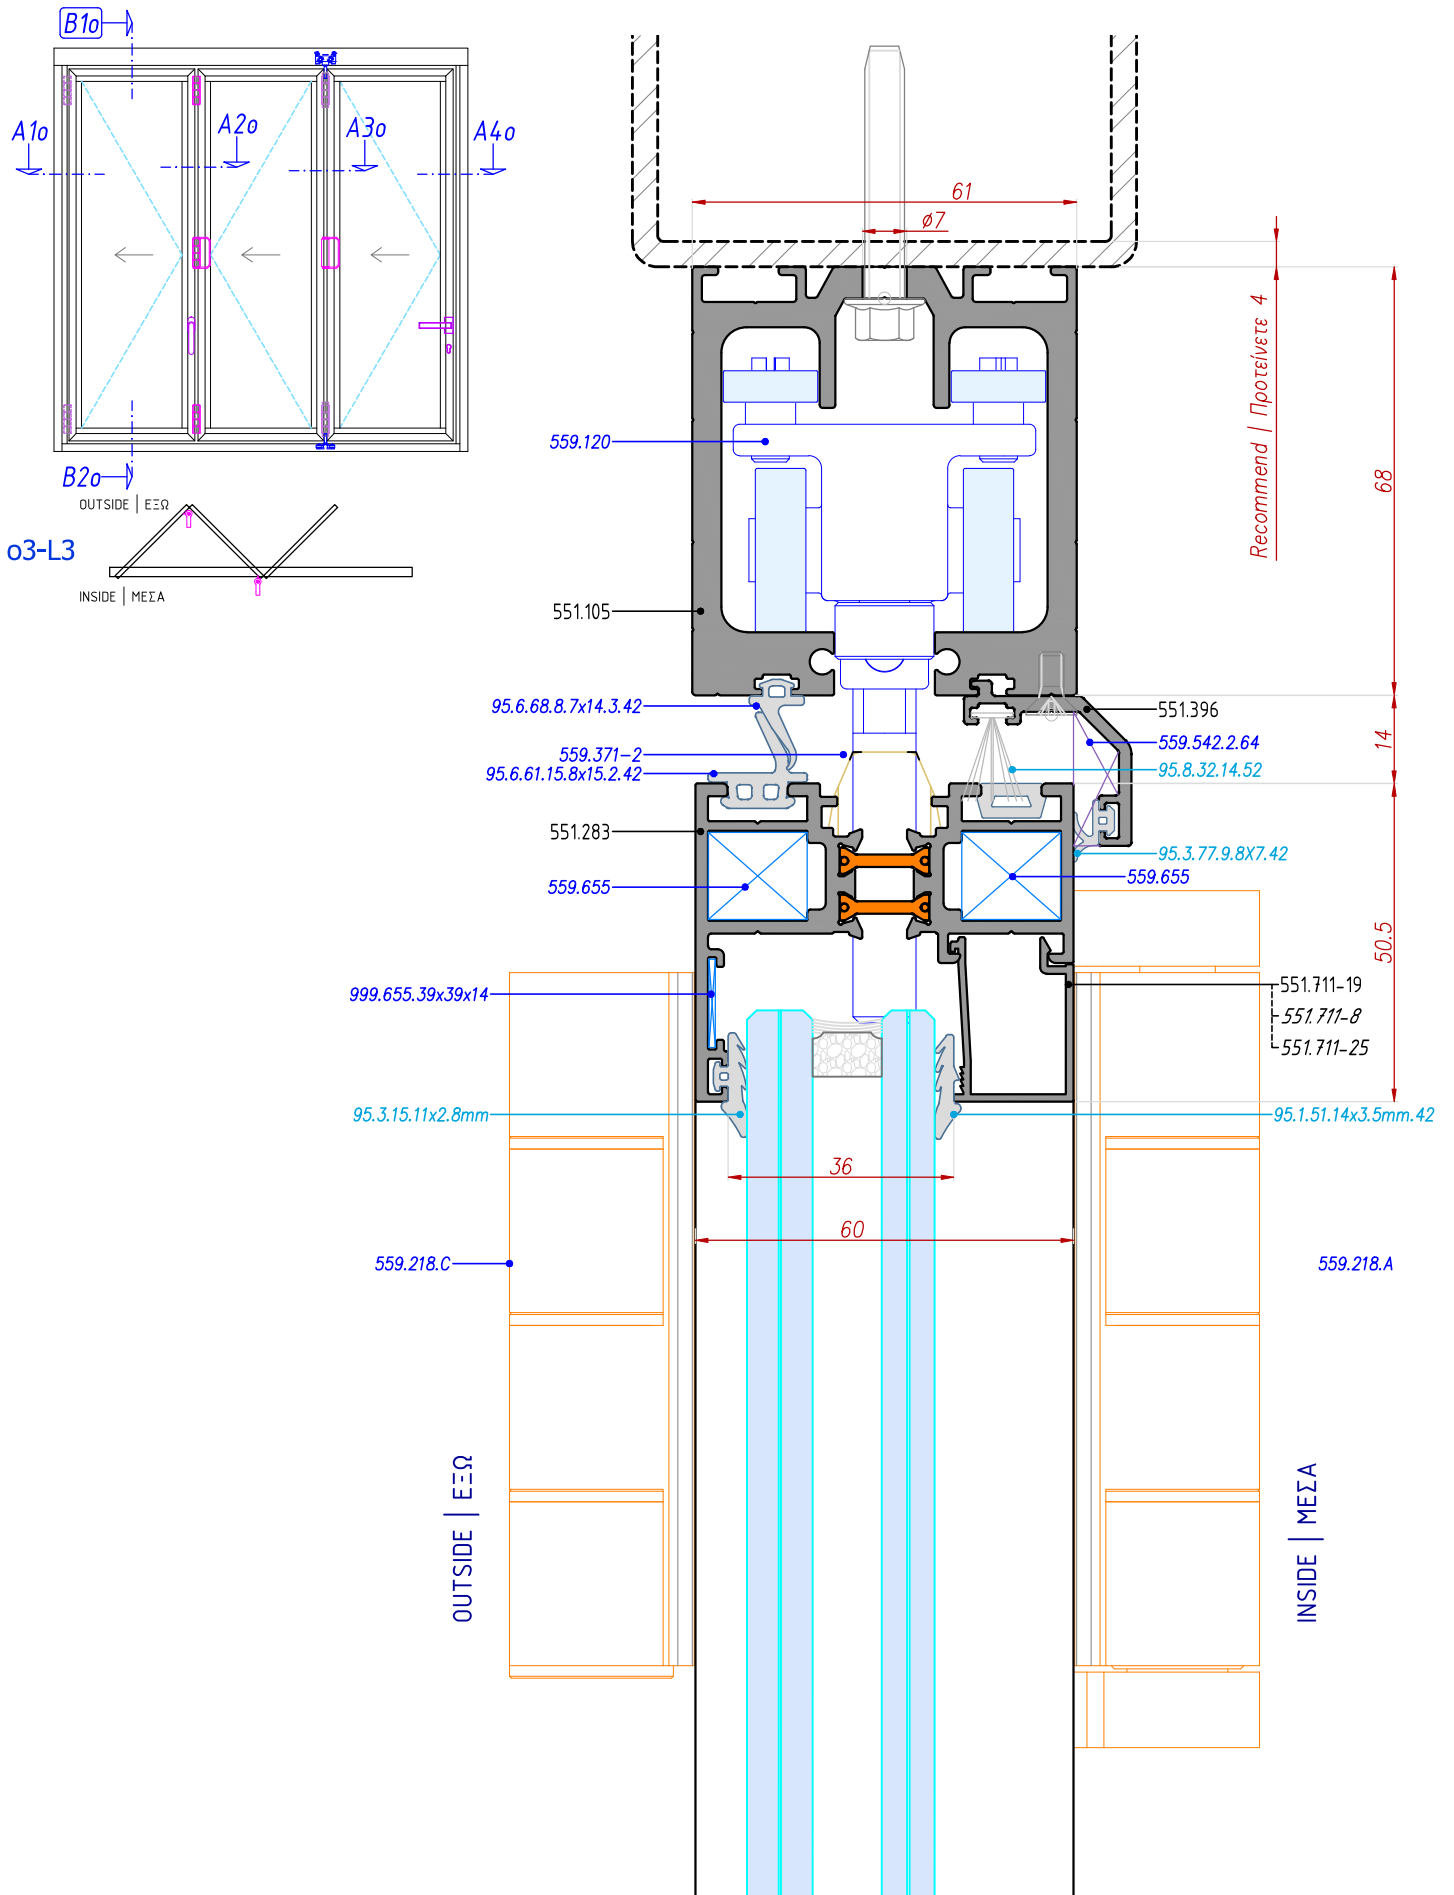 B1o
A1o
A2o
A3o
A4o
B2o
OUTSIDE | ΕΞΩ
o3-L3
INSIDE | ΜΕΣΑ
61
ϕ7
Recommend | Προτείνετε 4
68
559.120
551.105
95.6.68.8.7x14.3.42
551.396
14
559.542.2.64
559.371-2
95.6.61.15.8x15.2.42
95.8.32.14.52
551.283
95.3.77.9.8X7.42
559.655
559.655
50.5
999.655.39x39x14
551.711-19
551.711-8
551.711-25
95.3.15.11x2.8mm
95.1.51.14x3.5mm.42
36
60
559.218.C
559.218.A
OUTSIDE | ΕΞΩ
INSIDE | ΜΕΣΑ